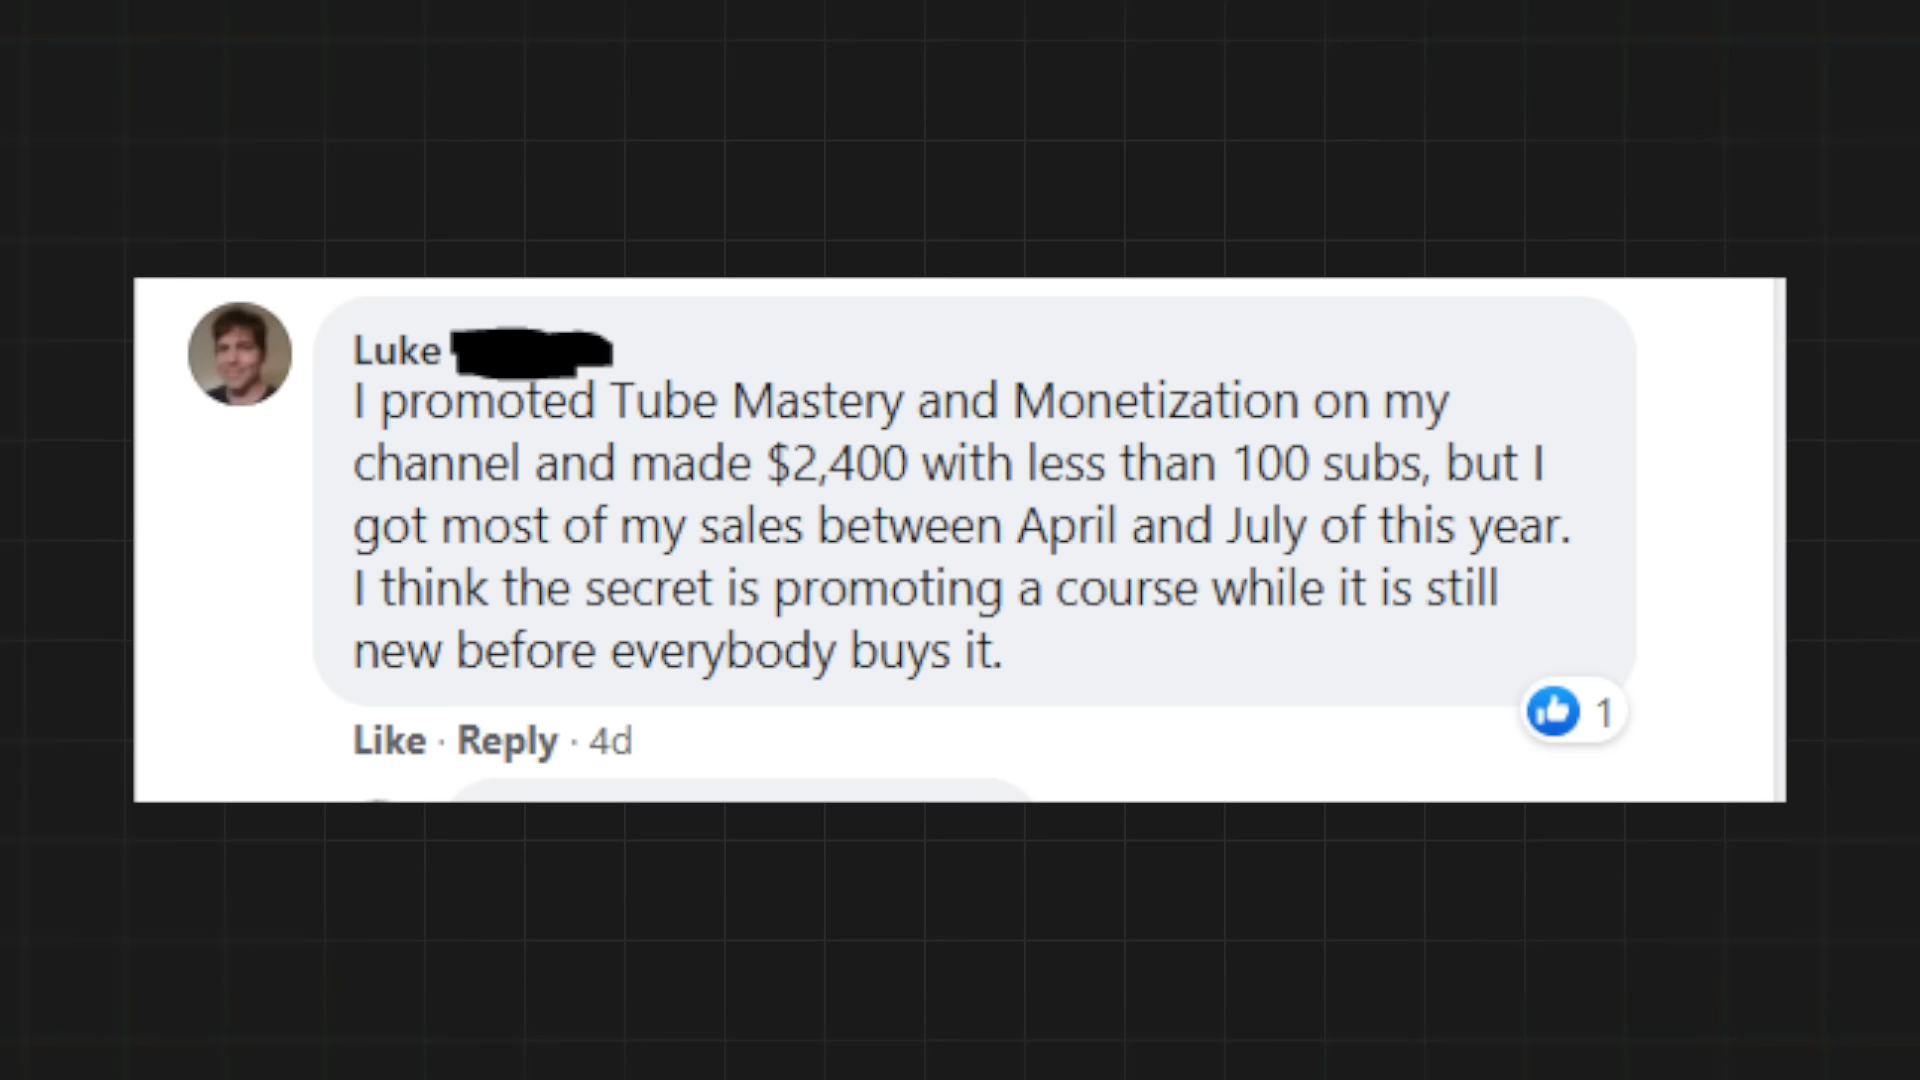 Luke
I promoted Tube Mastery and Monetization on my
channel and made $2,400 with less than 100 subs, but I
got most of my sales between April and July of this year.
I think the secret is promoting a course while it is still
new before everybody buys it.
1
Like · Reply · 4d